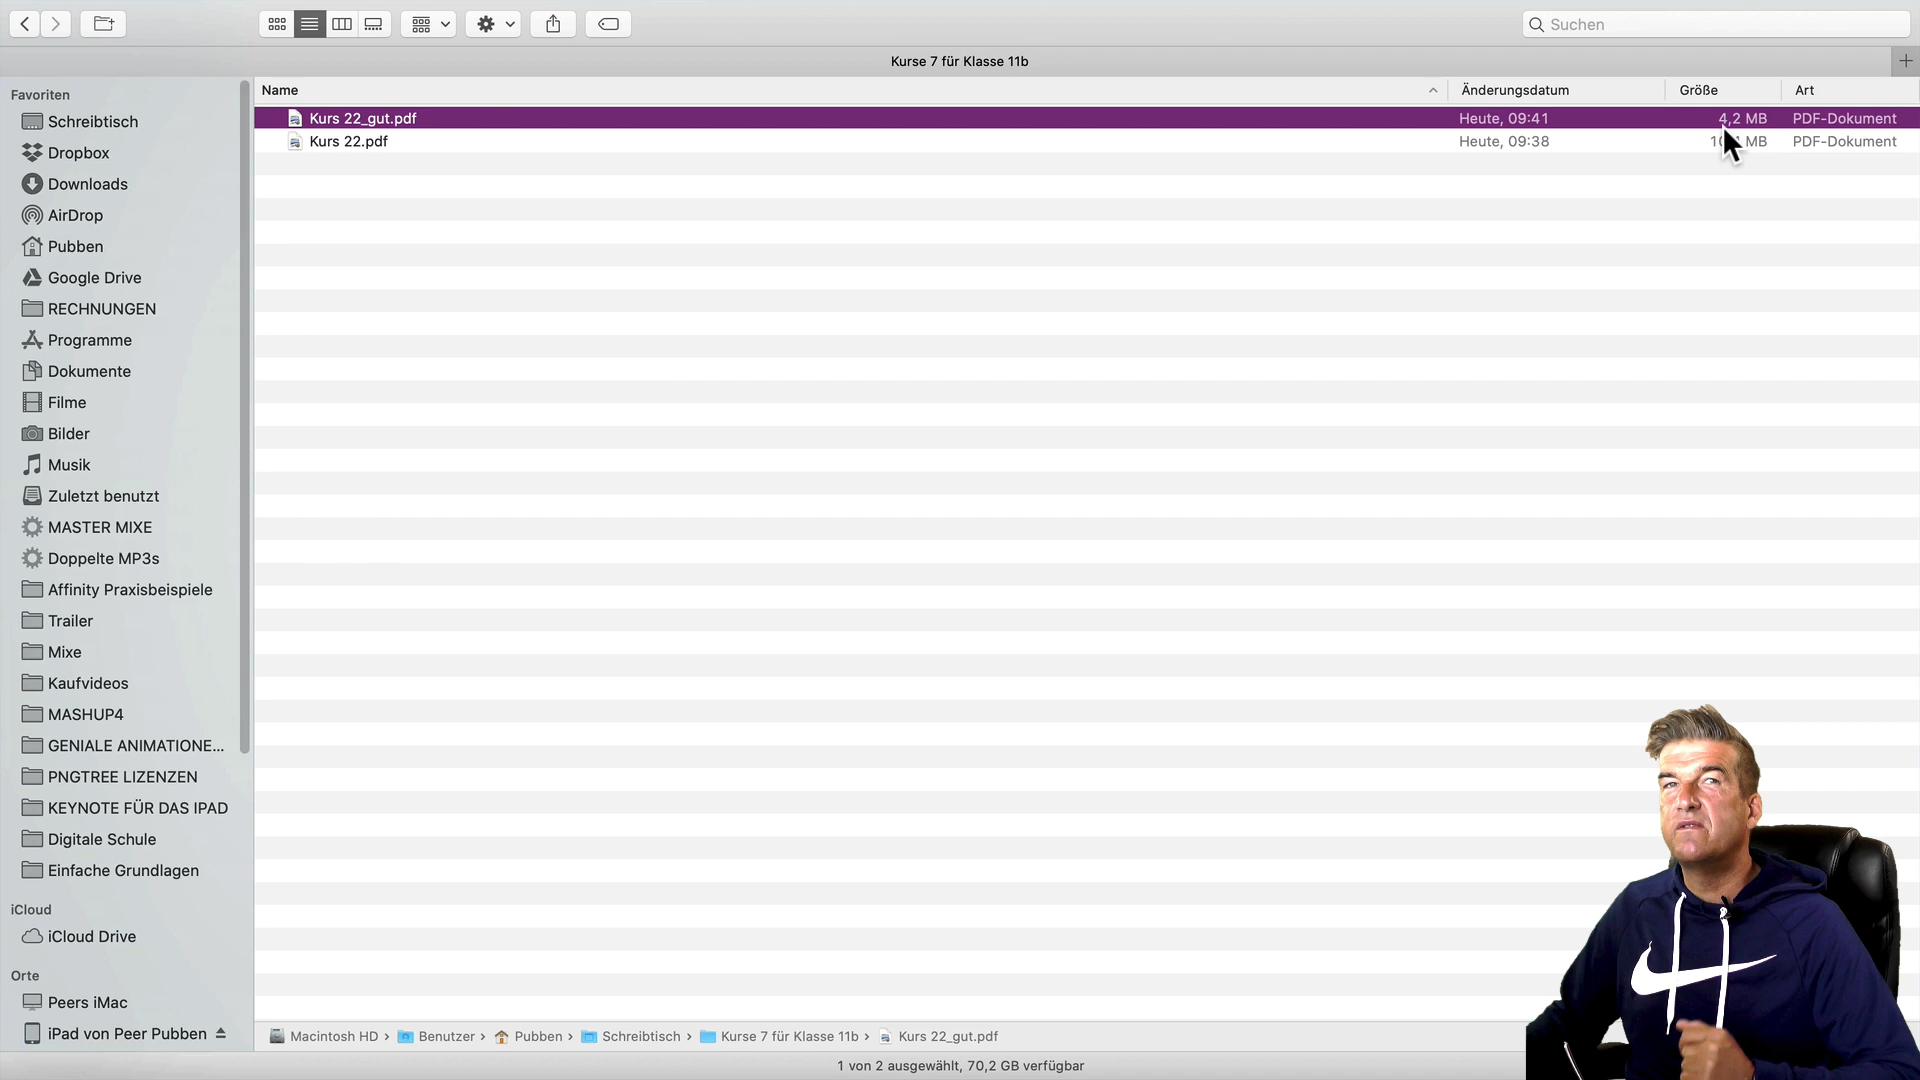 Suchen
Kurse 7 für Klasse 11b
Favoriten
Schreibtisch
Dropbox
Downloads
AirDrop
Pubben
Google Drive
RECHNUNGEN
Programme
Dokumente
Filme
Bilder
Musik
Zuletzt benutzt
MASTER MIXE
Doppelte MP3s
Affinity Praxisbeispiele
Trailer
Mixe
Kaufvideos
MASHUP4
GENIALE ANIMATIONE...
PNGTREE LIZENZEN
KEYNOTE FÜR DAS IPAD
Digitale Schule
Einfache Grundlagen
iCloud
iCloud Drive
Orte
Peers iMac
iPad von Peer Pubben
Name Änderungsdatum Größe Art
Kurs 22_gut.pdf Heute, 09:41 4,2 MB PDF-Dokument
Kurs 22.pdf Heute, 09:38 MB PDF-Dokument
Macintosh HD › Benutzer › Pubben › Schreibtisch › Kurse 7 für Klasse 11b › Kurs 22_gut.pdf
1 von 2 ausgewählt, 70,2 GB verfügbar